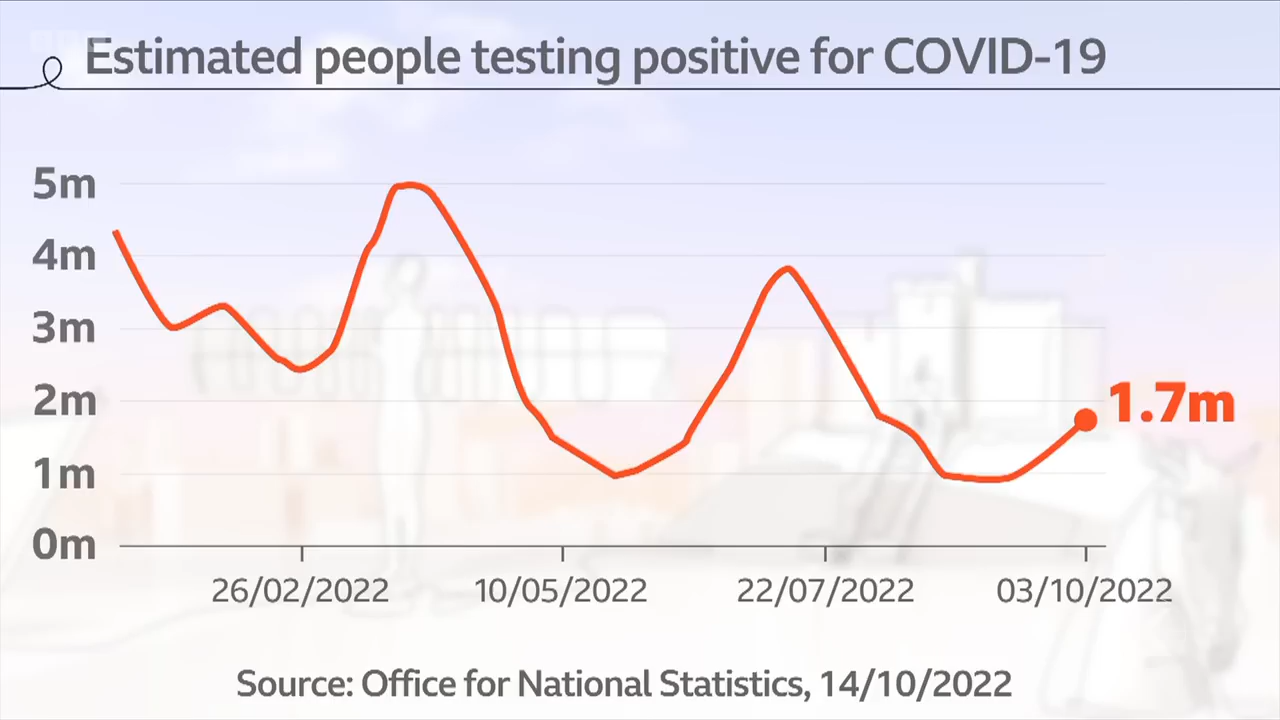 Estimated people testing positive for COVID-19
5m
4m
3m
2m
1.7m
1m
0m
26/02/2022 10/05/2022 22/07/2022 03/10/2022
Source: Office for National Statistics, 14/10/2022